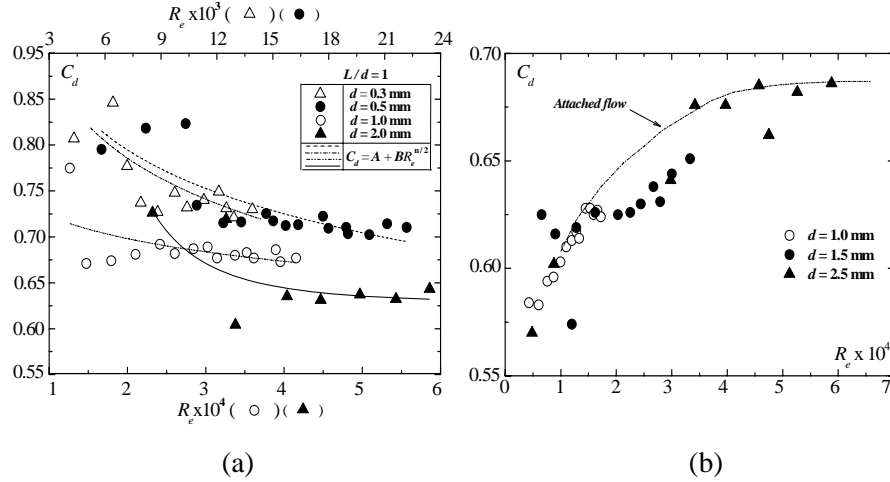 R_e x10^3 ( △ )( ● )
3 6 9 12 15 18 21 24
0.95
0.90
0.85
0.80
0.75
0.70
0.65
0.60
0.55
C_d
L/d = 1
△ d = 0.3 mm
● d = 0.5 mm
○ d = 1.0 mm
▲ d = 2.0 mm
C_d = A + BR_e^{n/2}
1 2 3 4 5 6
R_e x10^4 ( ○ )( ▲ )
(a)
0.70
0.65
0.60
0.55
C_d
Attached flow
○ d = 1.0 mm
● d = 1.5 mm
▲ d = 2.5 mm
R_e x 10^4
0 1 2 3 4 5 6 7
(b)